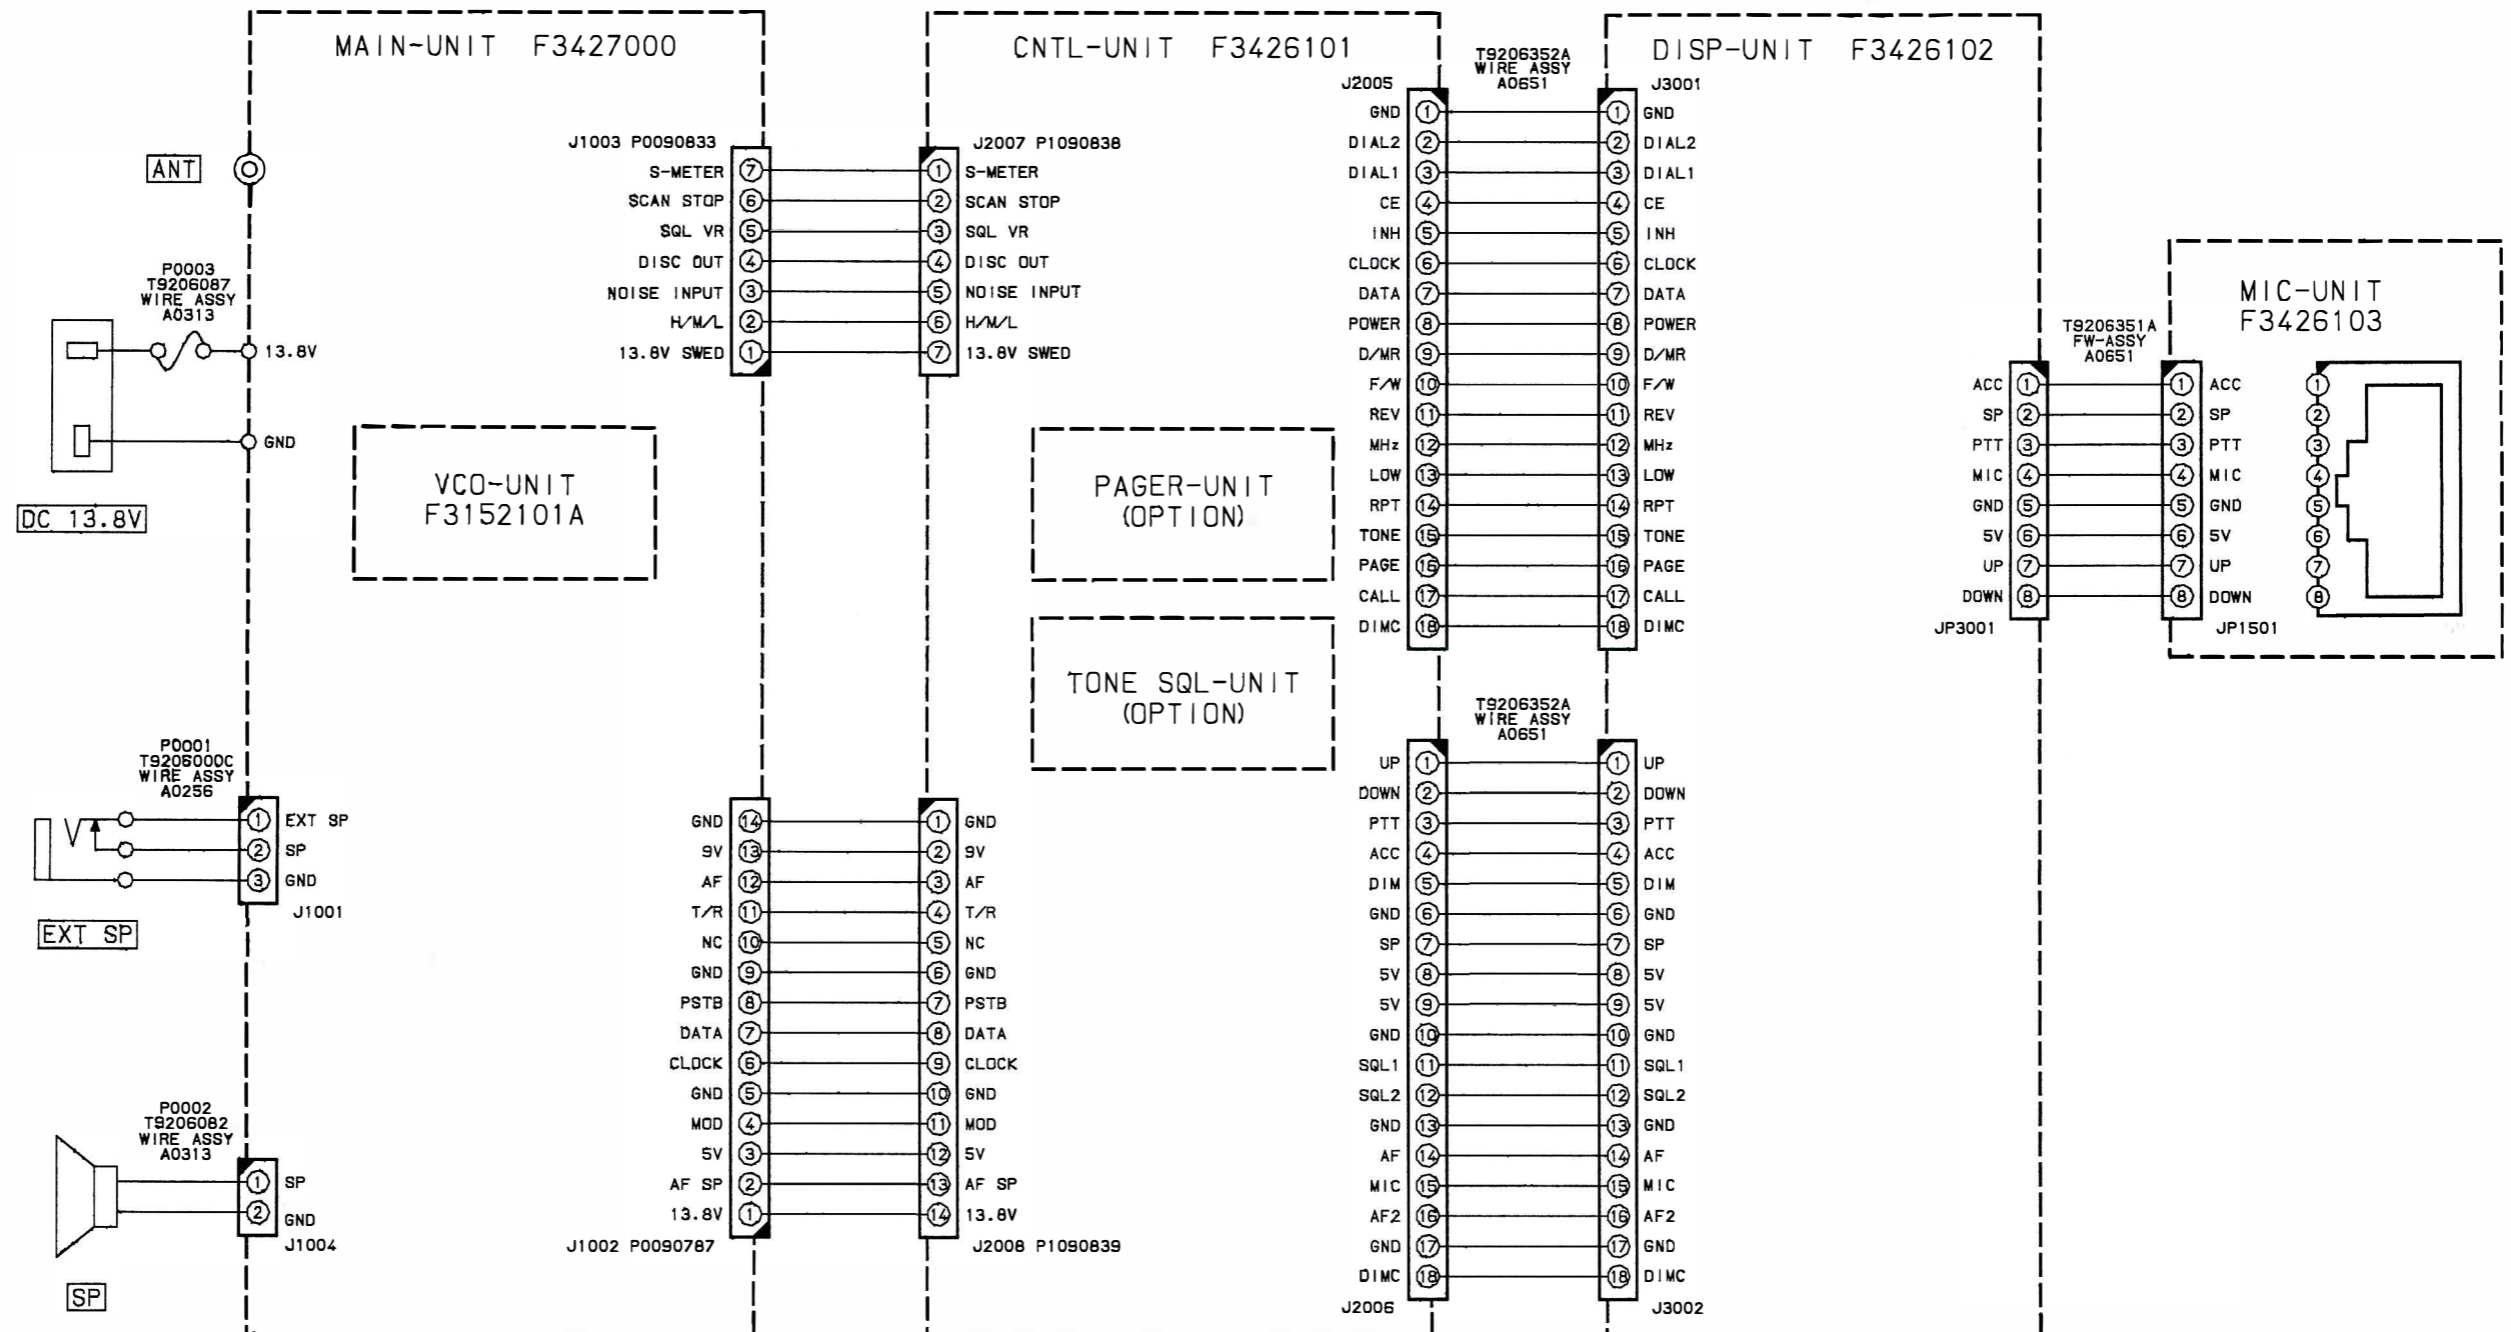 MAIN-UNIT F3427000
ANT
P0003
T9206087
WIRE ASSY
A0313
13.8V
GND
DC 13.8V
VCO-UNIT
F3152101A
P0001
T9206000C
WIRE ASSY
A0256
1 EXT SP
2 SP
3 GND
J1001
EXT SP
P0002
T9206082
WIRE ASSY
A0313
1 SP
2 GND
J1004
SP
J1003 P0090833
S-METER 7
SCAN STOP 6
SQL VR 5
DISC OUT 4
NOISE INPUT 3
H/M/L 2
13.8V SWED 1
GND 14
9V 13
AF 12
T/R 11
NC 10
GND 9
PSTB 8
DATA 7
CLOCK 6
GND 5
MOD 4
5V 3
AF SP 2
13.8V 1
J1002 P0090787
CNTL-UNIT F3426101
J2007 P1090838
1 S-METER
2 SCAN STOP
3 SQL VR
4 DISC OUT
5 NOISE INPUT
6 H/M/L
7 13.8V SWED
PAGER-UNIT
(OPTION)
TONE SQL-UNIT
(OPTION)
1 GND
2 9V
3 AF
4 T/R
5 NC
6 GND
7 PSTB
8 DATA
9 CLOCK
10 GND
11 MOD
12 5V
13 AF SP
14 13.8V
J2008 P1090839
J2005
GND 1
DIAL2 2
DIAL1 3
CE 4
INH 5
CLOCK 6
DATA 7
POWER 8
D/MR 9
F/W 10
REV 11
MHz 12
LOW 13
RPT 14
TONE 15
PAGE 16
CALL 17
DIMC 18
UP 1
DOWN 2
PTT 3
ACC 4
DIM 5
GND 6
SP 7
5V 8
5V 9
GND 10
SQL1 11
SQL2 12
GND 13
AF 14
MIC 15
AF2 16
GND 17
DIMC 18
J2006
T9206352A
WIRE ASSY
A0651
T9206352A
WIRE ASSY
A0651
DISP-UNIT F3426102
J3001
1 GND
2 DIAL2
3 DIAL1
4 CE
5 INH
6 CLOCK
7 DATA
8 POWER
9 D/MR
10 F/W
11 REV
12 MHz
13 LOW
14 RPT
15 TONE
16 PAGE
17 CALL
18 DIMC
1 UP
2 DOWN
3 PTT
4 ACC
5 DIM
6 GND
7 SP
8 5V
9 5V
10 GND
11 SQL1
12 SQL2
13 GND
14 AF
15 MIC
16 AF2
17 GND
18 DIMC
J3002
ACC 1
SP 2
PTT 3
MIC 4
GND 5
5V 6
UP 7
DOWN 8
JP3001
T9206351A
FW-ASSY
A0651
MIC-UNIT
F3426103
1 ACC
2 SP
3 PTT
4 MIC
5 GND
6 5V
7 UP
8 DOWN
JP1501
1
2
3
4
5
6
7
8